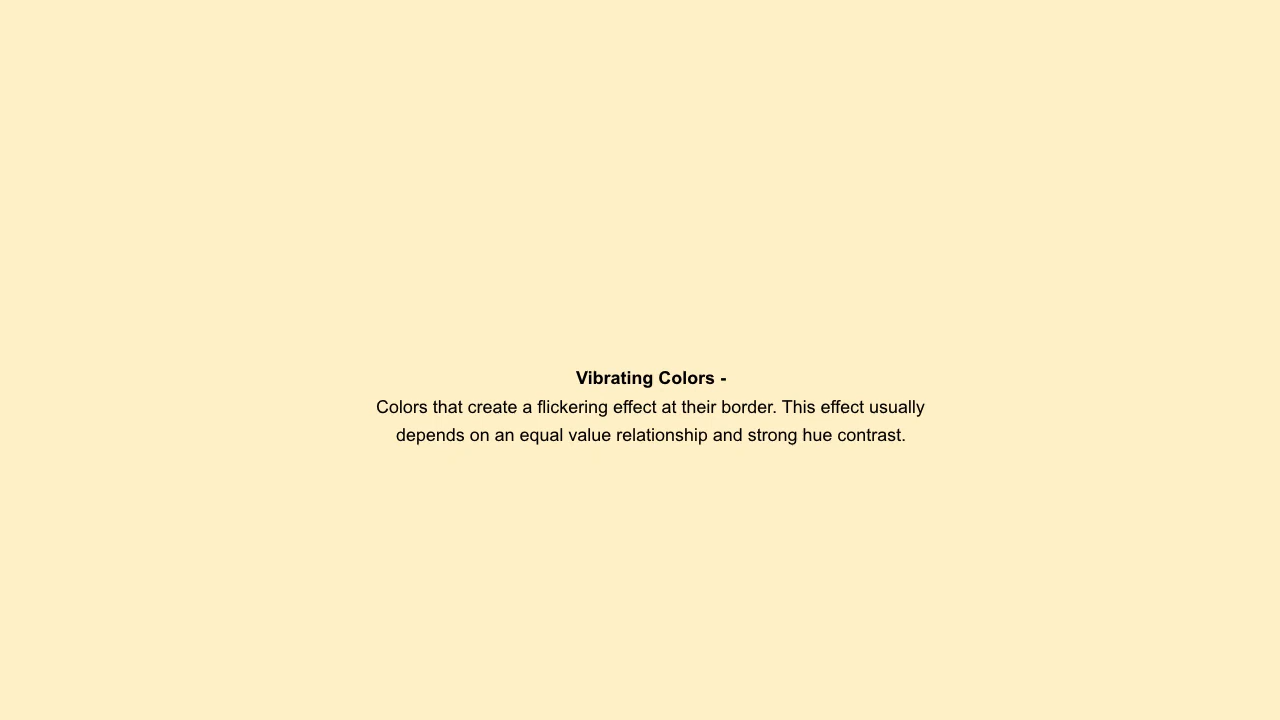 Vibrating Colors -
Colors that create a flickering effect at their border. This effect usually
depends on an equal value relationship and strong hue contrast.